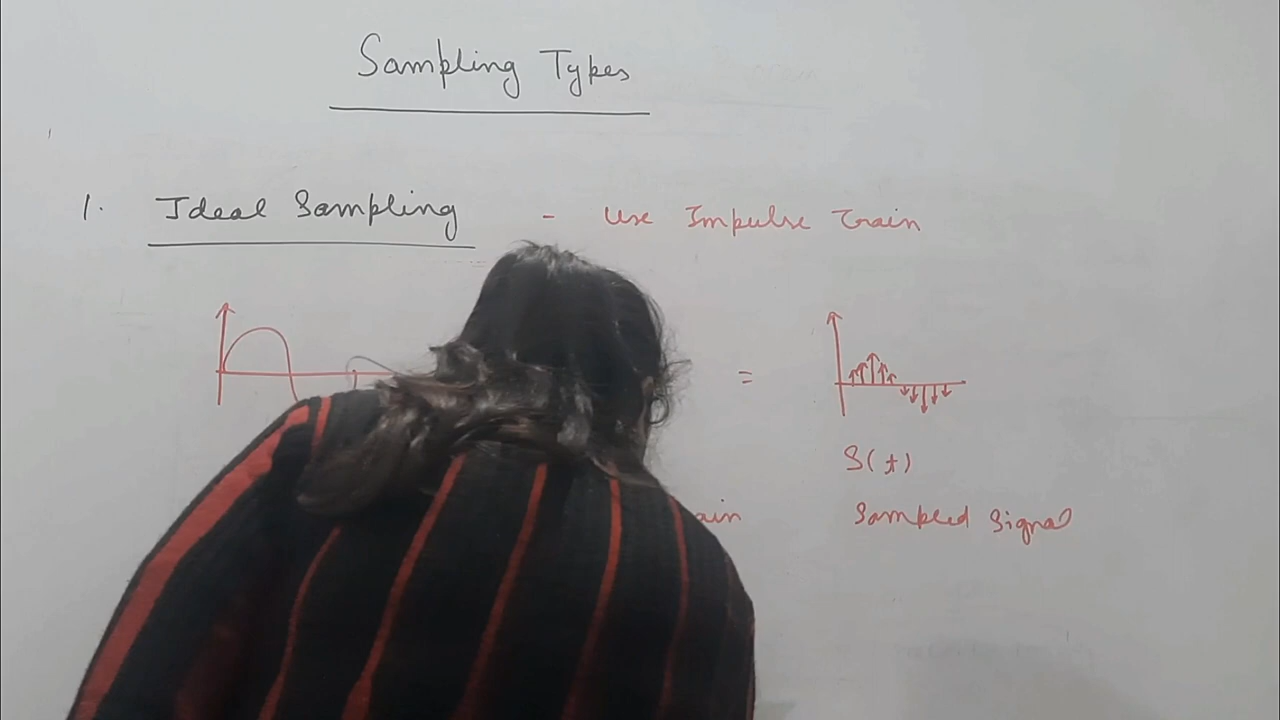 Sampling Types
1. Ideal Sampling - Use Impulse Train
=
S(t)
Sampled Signal